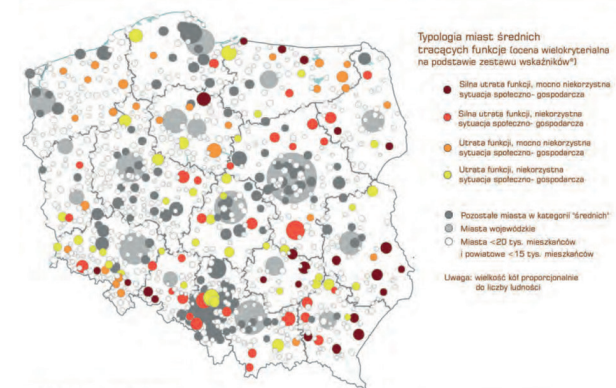 Typologia miast średnich
tracących funkcje (ocena wielokryterialna
na podstawie zestawu wskaźników*)
Silna utrata funkcji, mocno niekorzystna
sytuacja społeczno- gospodarcza
Silna utrata funkcji, niekorzystna
sytuacja społeczno- gospodarcza
Utrata funkcji, mocno niekorzystna
sytuacja społeczno- gospodarcza
Utrata funkcji, niekorzystna
sytuacja społeczno- gospodarcza
Pozostałe miasta w kategorii "średnich"
Miasta wojewódzkie
Miasta <20 tys. mieszkańców
i powiatowe <15 tys. mieszkańców
Uwaga: wielkość kół proporcjonalnie
do liczby ludności